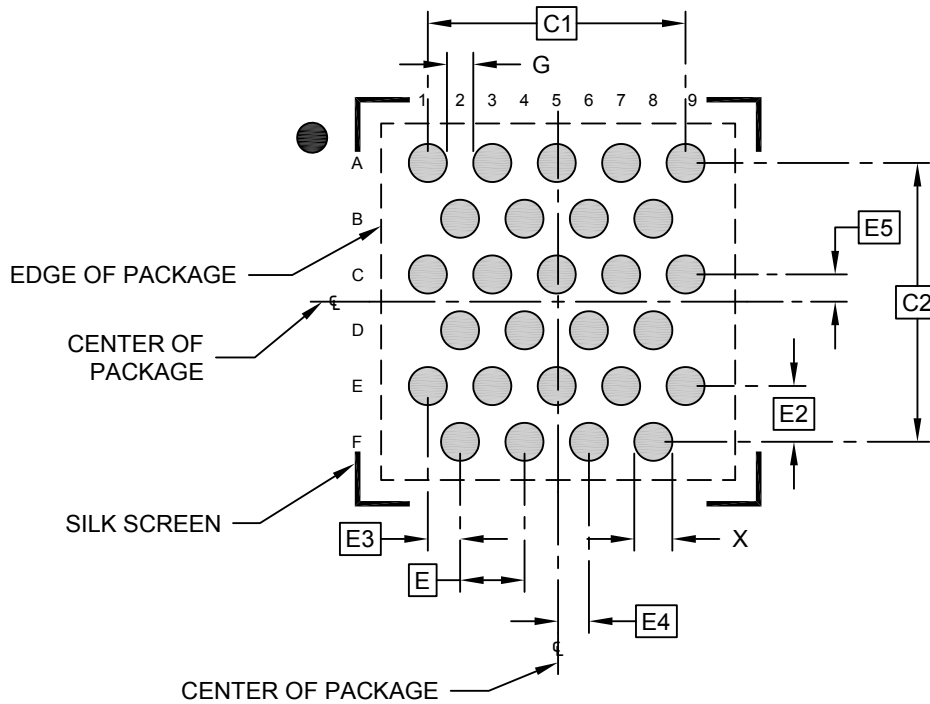 C1
G
1 2 3 4 5 6 7 8 9
A
B
E5
EDGE OF PACKAGE
C
C2
℄
CENTER OF
PACKAGE
D
E
E2
F
SILK SCREEN
E3
X
E
E4
℄
CENTER OF PACKAGE